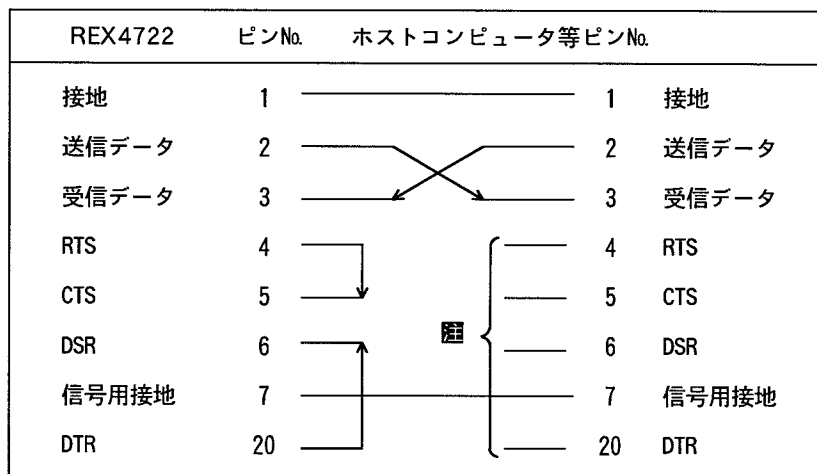 REX4722 ピン№ ホストコンピュータ等ピン№
接地 1 1 接地
送信データ 2 2 送信データ
受信データ 3 3 受信データ
RTS 4 4 RTS
CTS 5 5 CTS
注
DSR 6 6 DSR
信号用接地 7 7 信号用接地
DTR 20 20 DTR